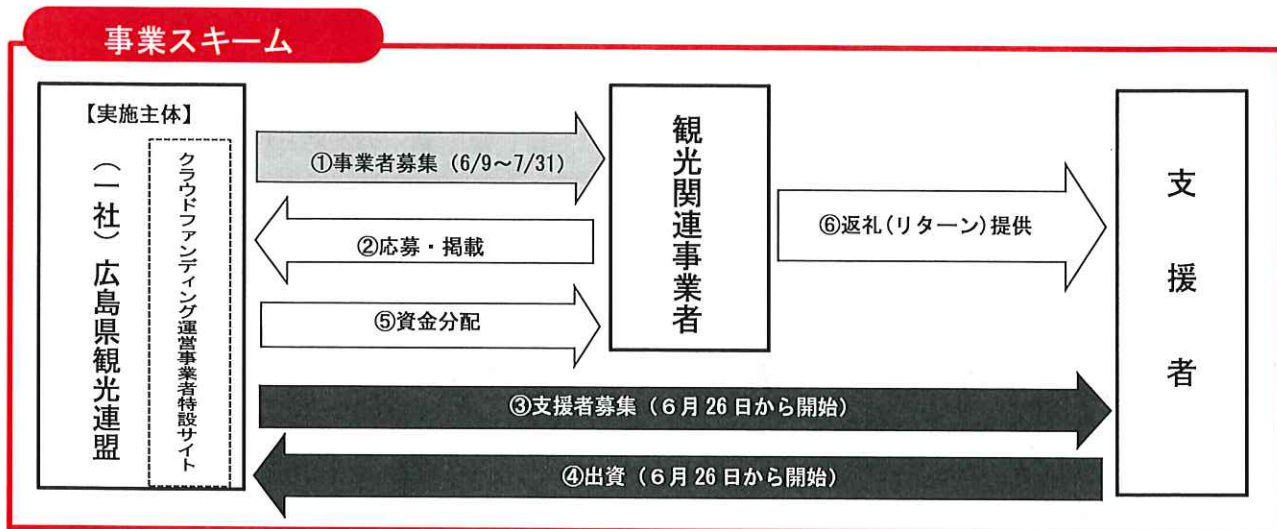 事業スキーム
【実施主体】
（一社）広島県観光連盟
クラウドファンディング運営事業者特設サイト
①事業者募集（6/9～7/31）
②応募・掲載
⑤資金分配
観光関連事業者
⑥返礼（リターン）提供
③支援者募集（６月26日から開始）
④出資（６月26日から開始）
支援者